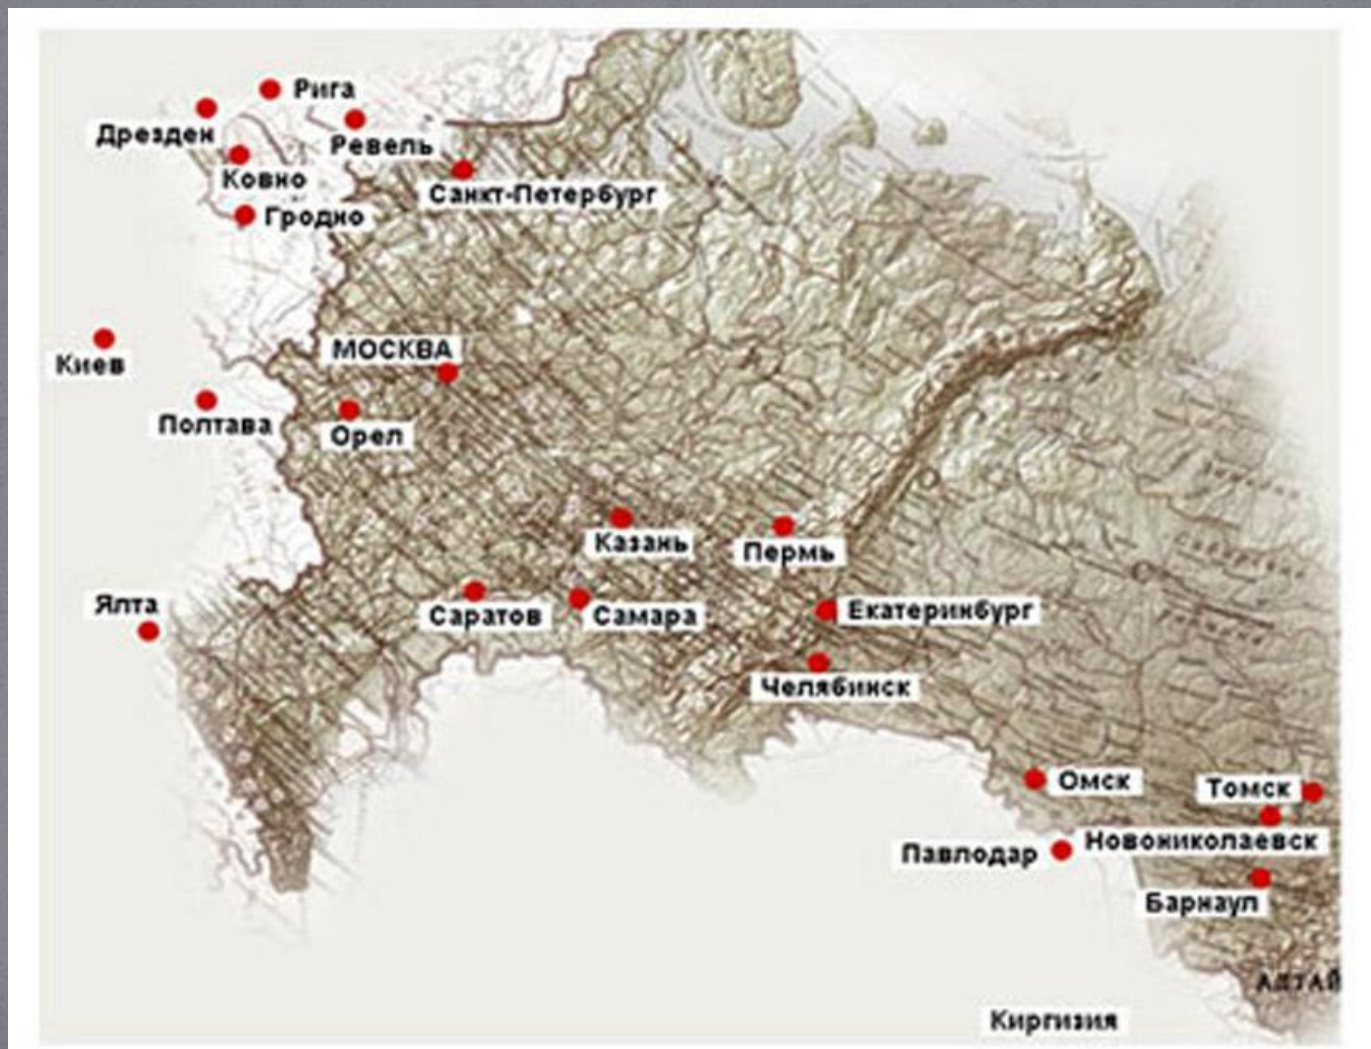 Рига
Дрезден
Ревель
Ковно
Санкт-Петербург
Гродно
МОСКВА
Киев
Полтава
Орел
Казань
Пермь
Ялта
Саратов
Самара
Екатеринбург
Челябинск
Омск
Томск
Новониколаевск
Павлодар
Барнаул
АЛТАЙ
Киргизия